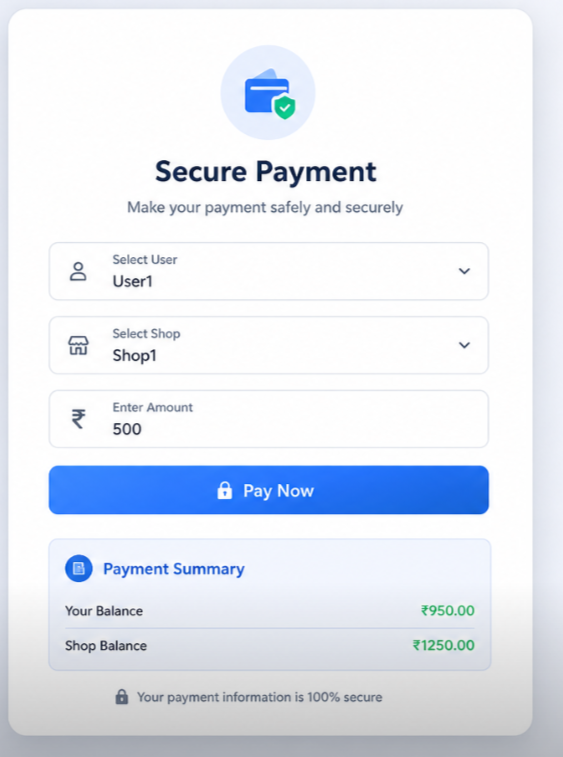 Secure Payment
Make your payment safely and securely
Select User
User1
Select Shop
Shop1
₹
Enter Amount
500
Pay Now
Payment Summary
Your Balance ₹950.00
Shop Balance ₹1250.00
Your payment information is 100% secure